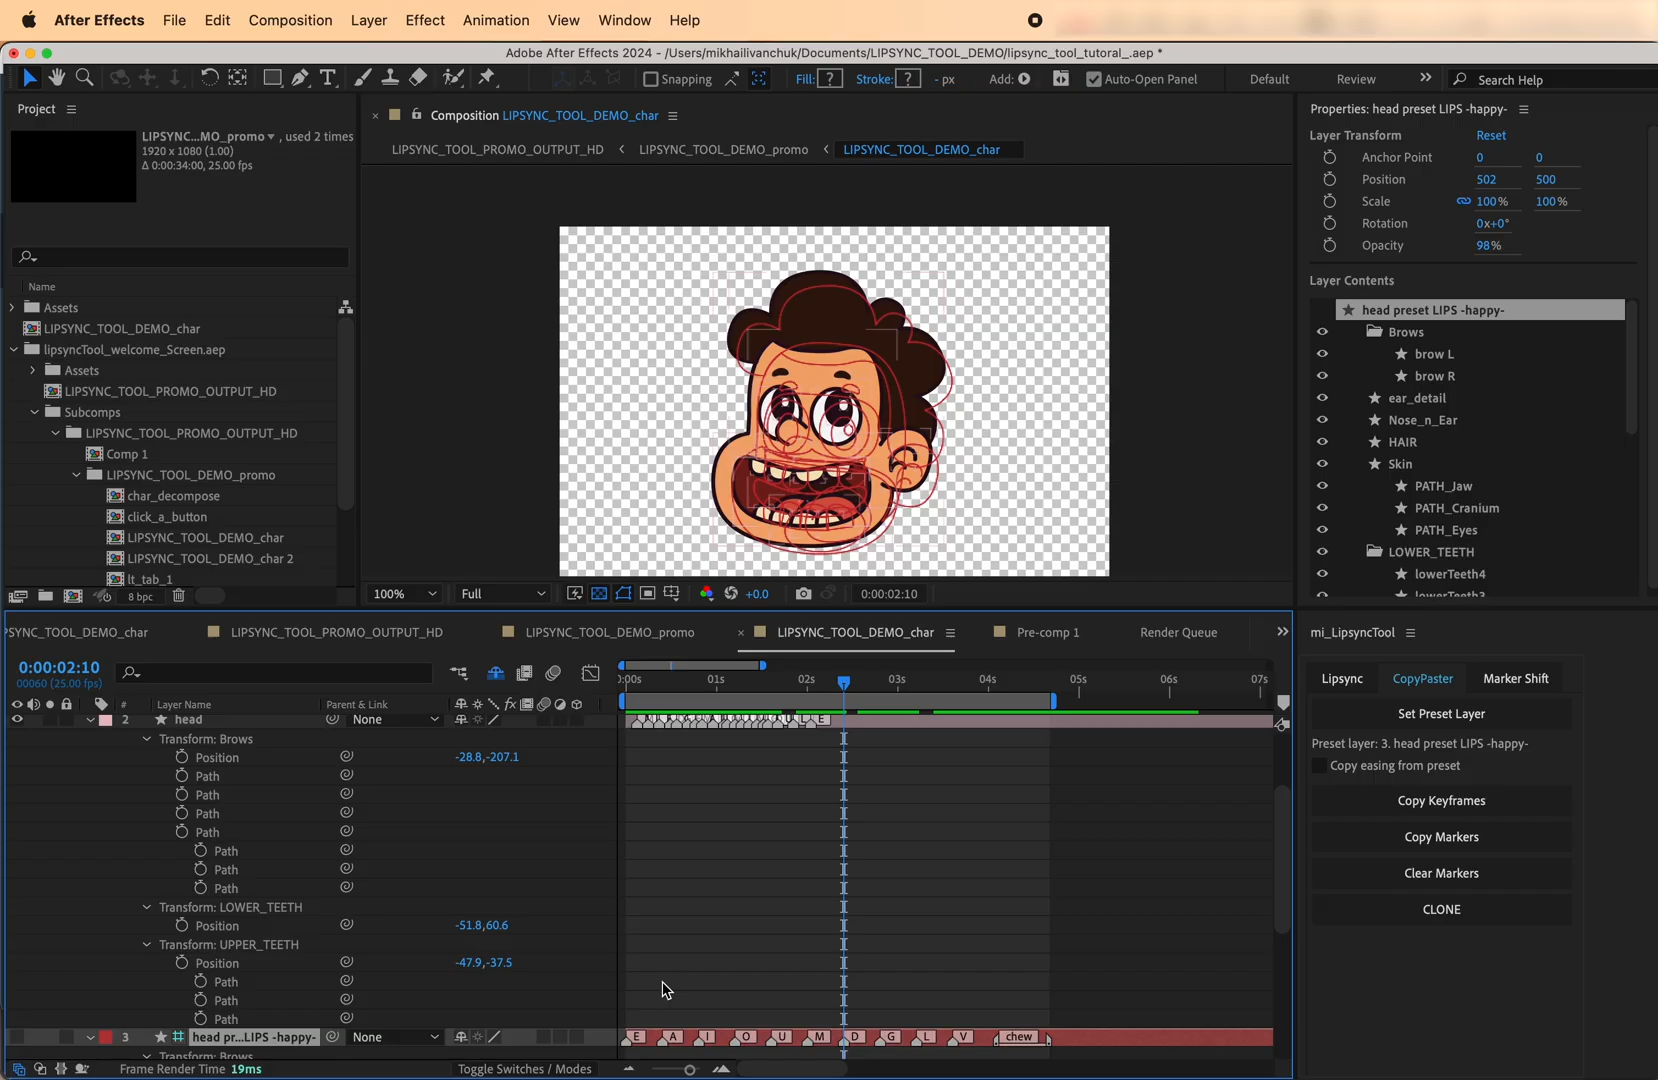 After Effects File Edit Composition Layer Effect Animation View Window Help
Adobe After Effects 2024 - /Users/mikhailivanchuk/Documents/LIPSYNC_TOOL_DEMO/lipsync_tool_tutoral_.aep *
Snapping Fill: ? Stroke: ? - px Add: Auto-Open Panel Default Review » Search Help
Project
LIPSYNC...MO_promo , used 2 times
1920 x 1080 (1.00)
Δ 0:00:34:00, 25.00 fps
Name
Assets
LIPSYNC_TOOL_DEMO_char
lipsyncTool_welcome_Screen.aep
Assets
LIPSYNC_TOOL_PROMO_OUTPUT_HD
Subcomps
LIPSYNC_TOOL_PROMO_OUTPUT_HD
Comp 1
LIPSYNC_TOOL_DEMO_promo
char_decompose
click_a_button
LIPSYNC_TOOL_DEMO_char
LIPSYNC_TOOL_DEMO_char 2
lt_tab_1
8 bpc
× Composition LIPSYNC_TOOL_DEMO_char
LIPSYNC_TOOL_PROMO_OUTPUT_HD LIPSYNC_TOOL_DEMO_promo LIPSYNC_TOOL_DEMO_char
100% Full +0.0 0:00:02:10
Properties: head preset LIPS -happy-
Layer Transform Reset
Anchor Point 0 0
Position 502 500
Scale 100% 100%
Rotation 0x+0°
Opacity 98%
Layer Contents
head preset LIPS -happy-
Brows
brow L
brow R
ear_detail
Nose_n_Ear
HAIR
Skin
PATH_Jaw
PATH_Cranium
PATH_Eyes
LOWER_TEETH
lowerTeeth4
lowerTeeth3
SYNC_TOOL_DEMO_char LIPSYNC_TOOL_PROMO_OUTPUT_HD LIPSYNC_TOOL_DEMO_promo × LIPSYNC_TOOL_DEMO_char Pre-comp 1 Render Queue »
0:00:02:10
00060 (25.00 fps)
:00s 01s 02s 03s 04s 05s 06s 07s
# Layer Name Parent & Link
2 head None L E
Transform: Brows
Position -28.8,-207.1
Path
Path
Path
Path
Path
Path
Path
Transform: LOWER_TEETH
Position -51.8,60.6
Transform: UPPER_TEETH
Position -47.9,-37.5
Path
Path
Path
3 head pr...LIPS -happy- None E A I O U M D G L V chew
Transform: Brows
Frame Render Time 19ms Toggle Switches / Modes
mi_LipsyncTool
Lipsync CopyPaster Marker Shift
Set Preset Layer
Preset layer: 3. head preset LIPS -happy-
Copy easing from preset
Copy Keyframes
Copy Markers
Clear Markers
CLONE